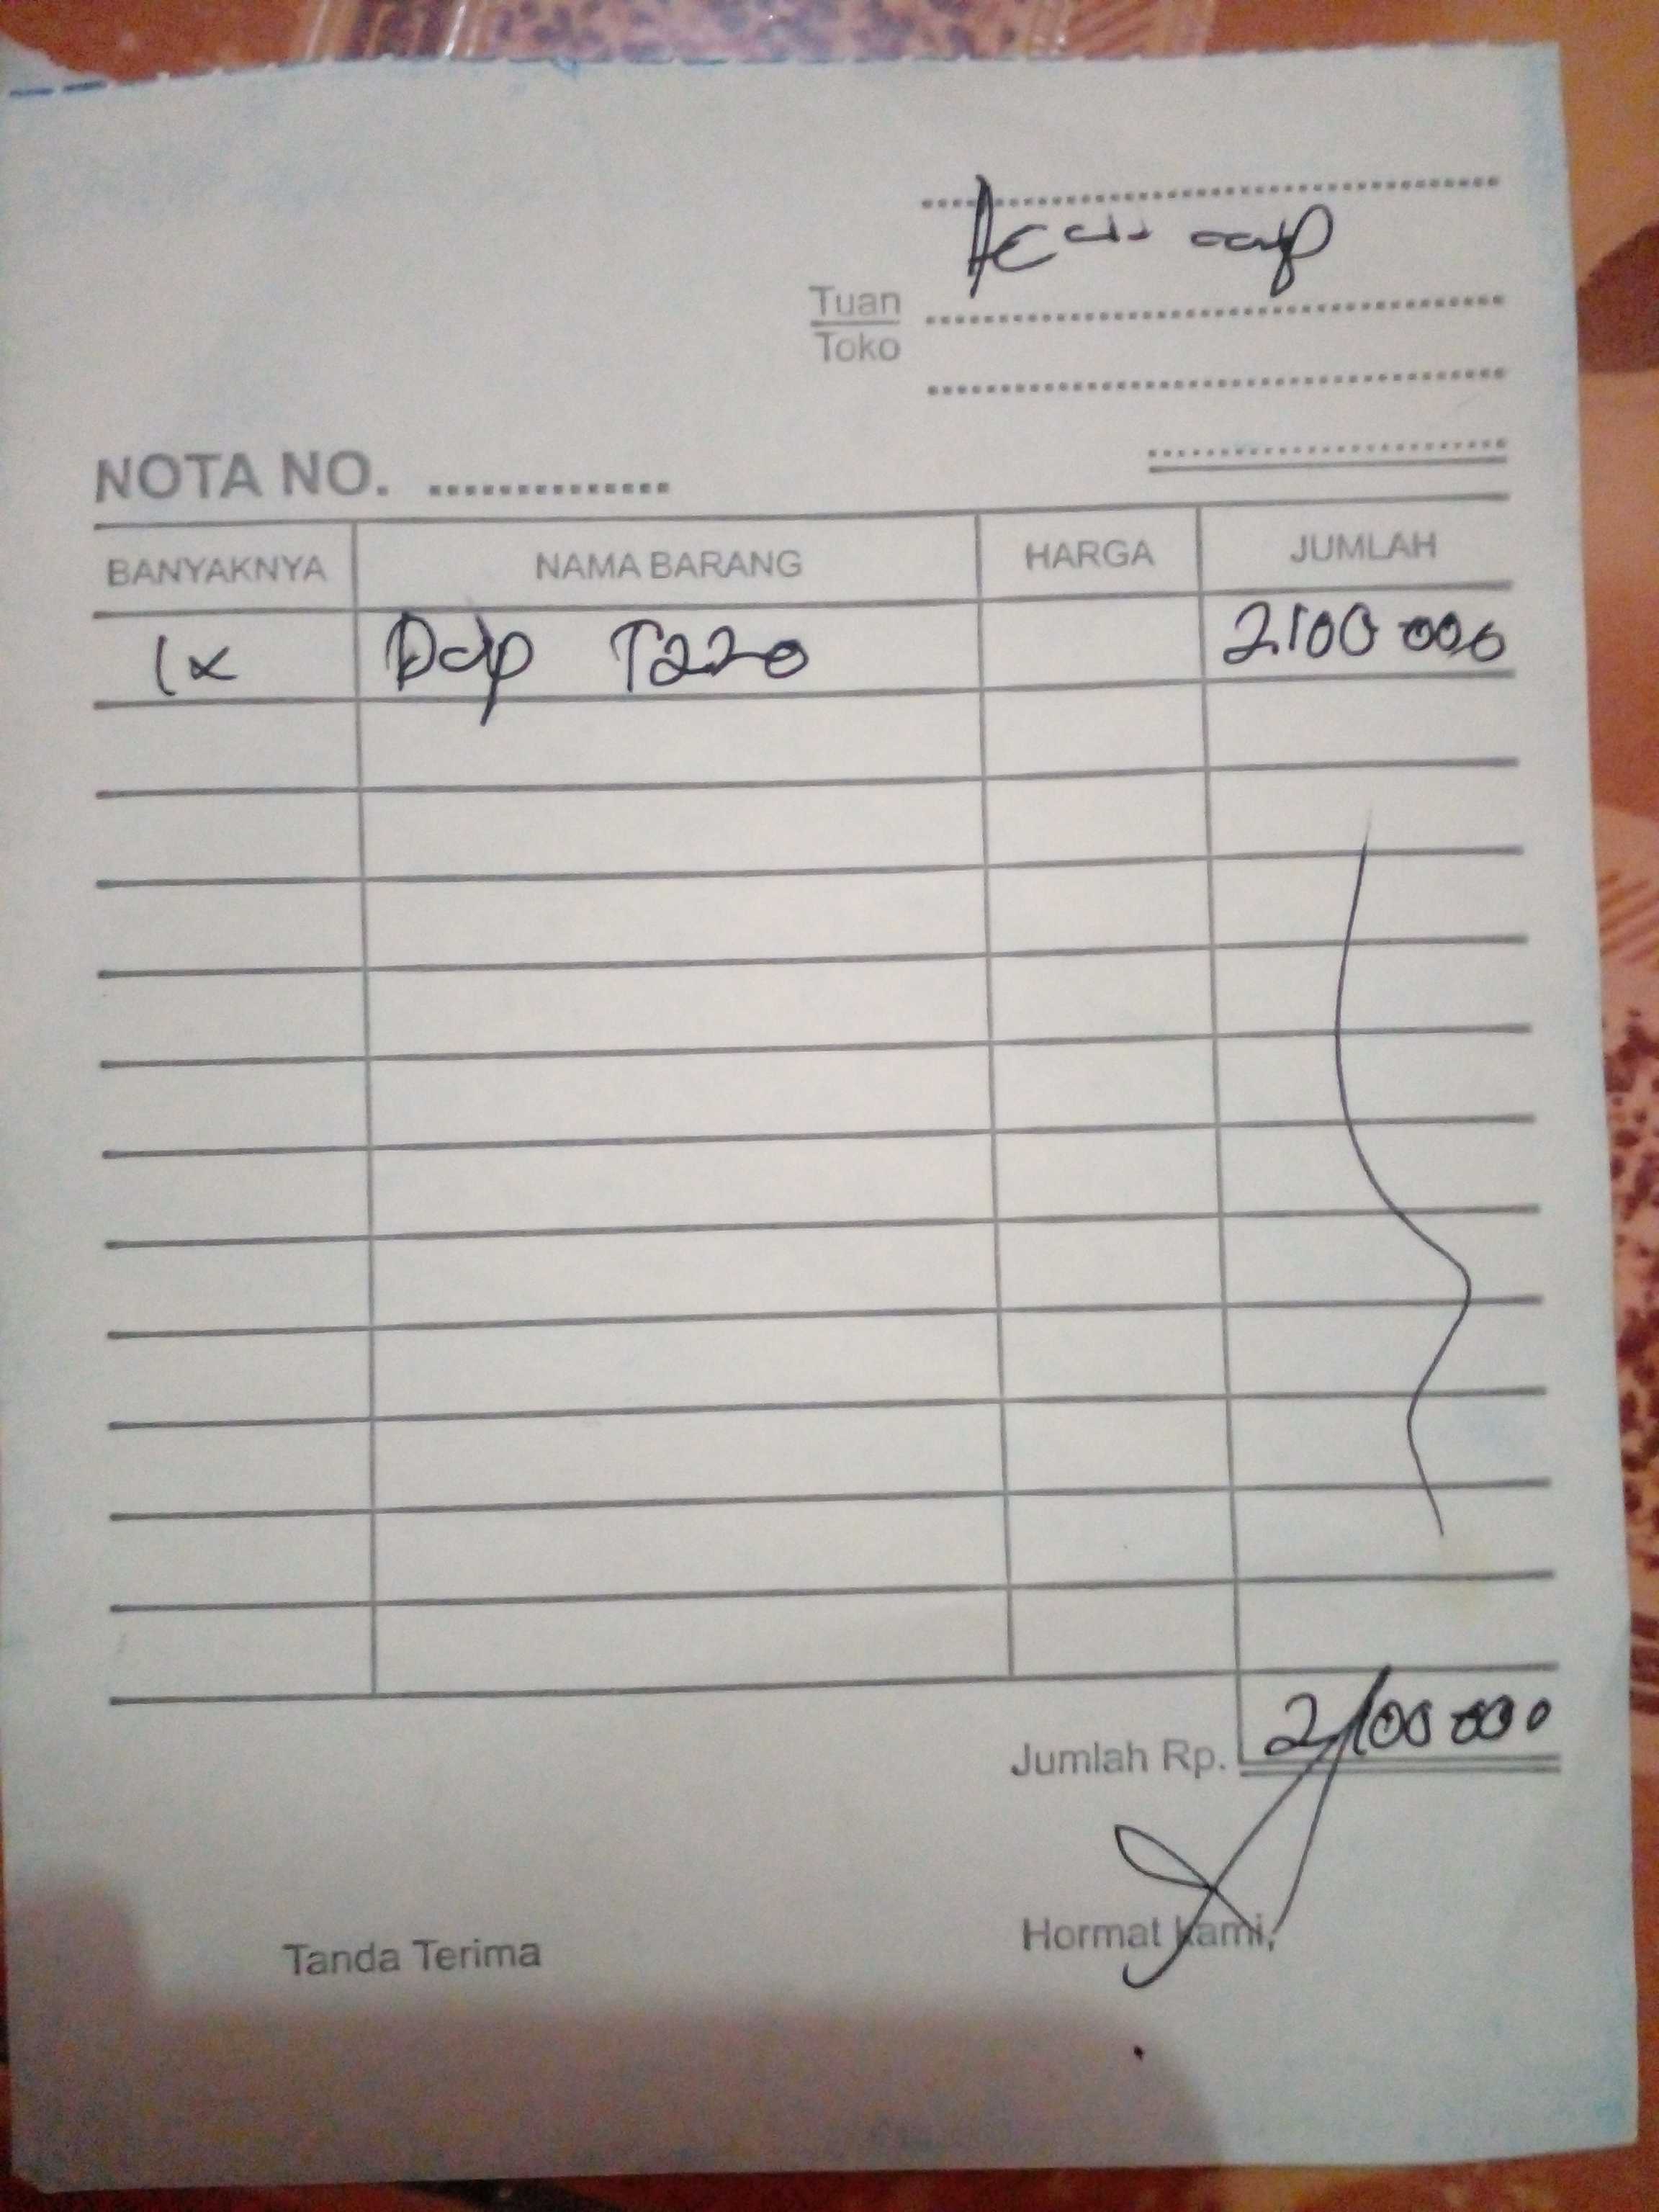 Tuan
Toko
NOTA NO. ...............
BANYAKNYA NAMA BARANG HARGA JUMLAH
1x T220 2.100 000
Jumlah Rp. 2.100 000
Tanda Terima Hormat kami,